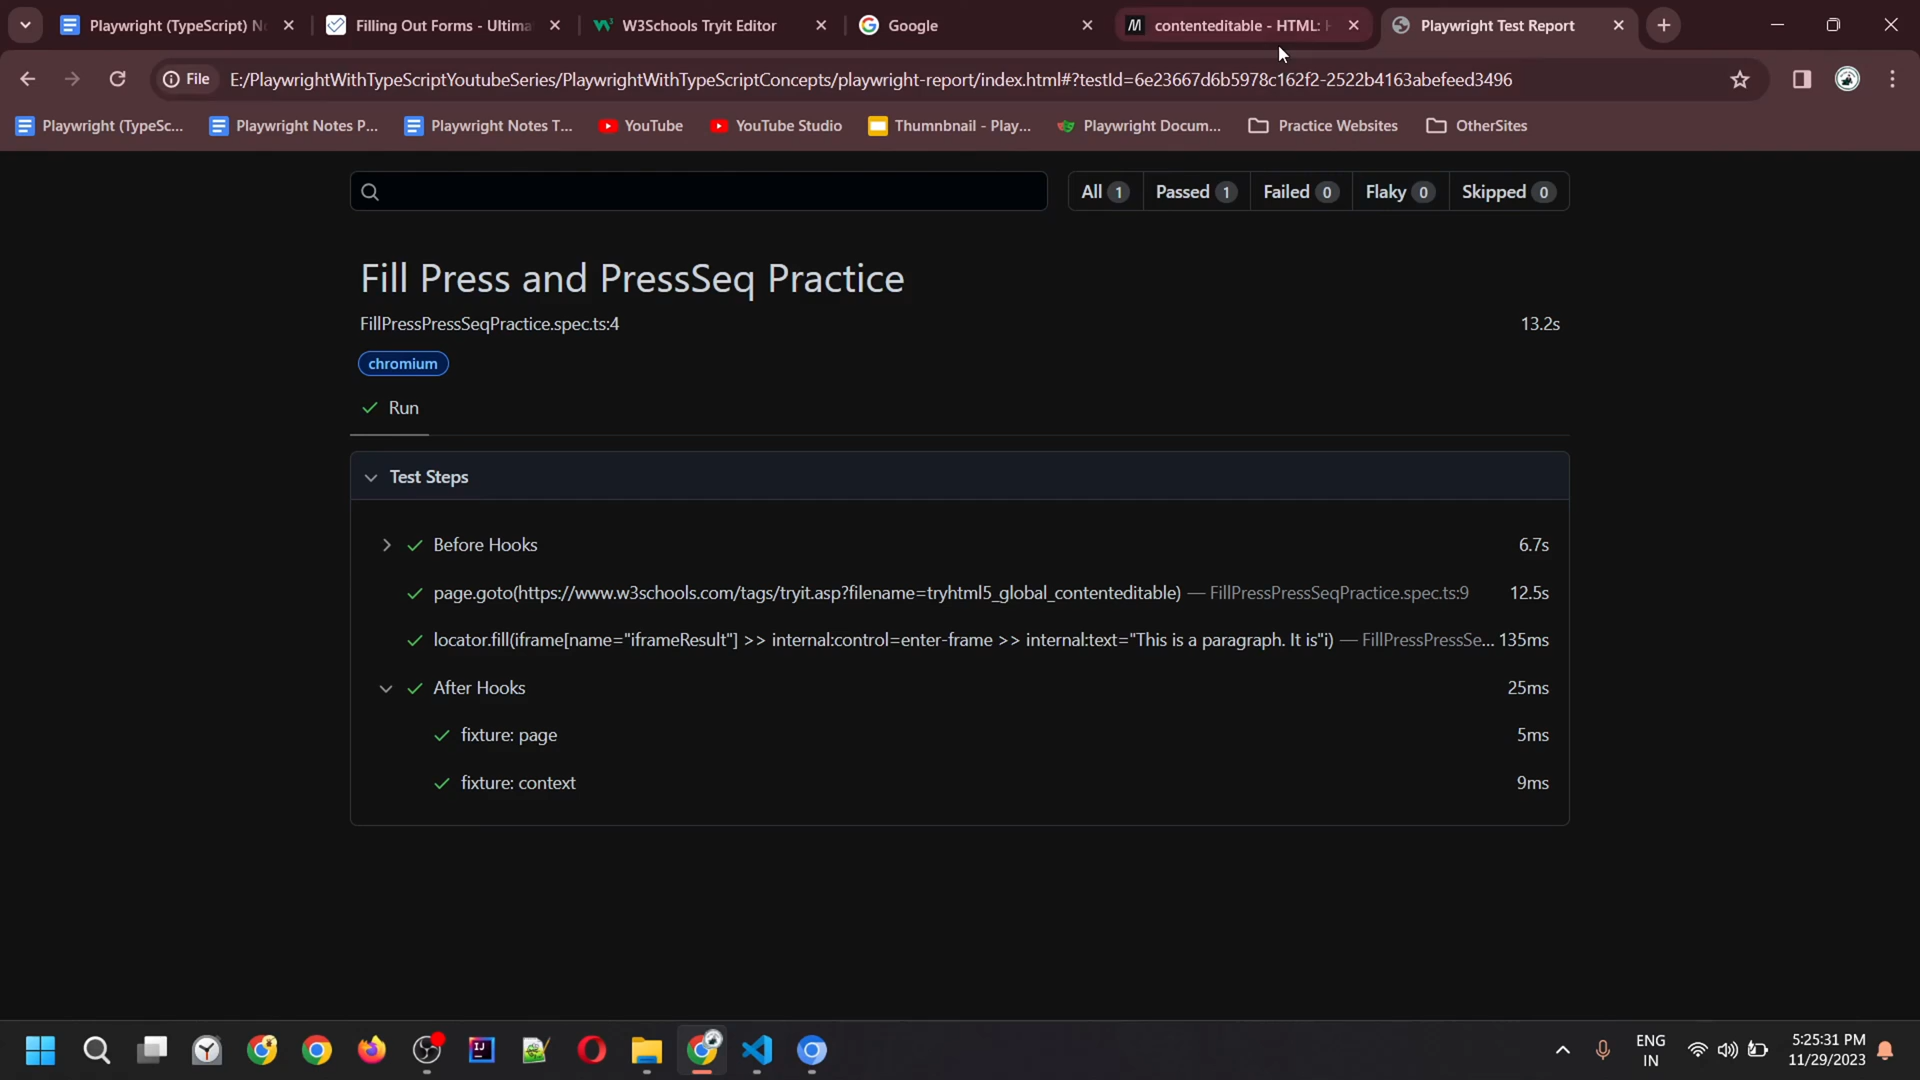 Playwright (TypeScript) N
Filling Out Forms - Ultima
W3Schools Tryit Editor
Google
contenteditable - HTML: H
Playwright Test Report
File
E:/PlaywrightWithTypeScriptYoutubeSeries/PlaywrightWithTypeScriptConcepts/playwright-report/index.html#?testId=6e23667d6b5978c162f2-2522b4163abefeed3496
Playwright (TypeSc...
Playwright Notes P...
Playwright Notes T...
YouTube
YouTube Studio
Thumnbnail - Play...
Playwright Docum...
Practice Websites
OtherSites
All 1
Passed 1
Failed 0
Flaky 0
Skipped 0
Fill Press and PressSeq Practice
FillPressPressSeqPractice.spec.ts:4
13.2s
chromium
Run
Test Steps
Before Hooks
6.7s
page.goto(https://www.w3schools.com/tags/tryit.asp?filename=tryhtml5_global_contenteditable) — FillPressPressSeqPractice.spec.ts:9
12.5s
locator.fill(iframe[name="iframeResult"] >> internal:control=enter-frame >> internal:text="This is a paragraph. It is"i) — FillPressPressSe...
135ms
After Hooks
25ms
fixture: page
5ms
fixture: context
9ms
ENG
IN
5:25:31 PM
11/29/2023